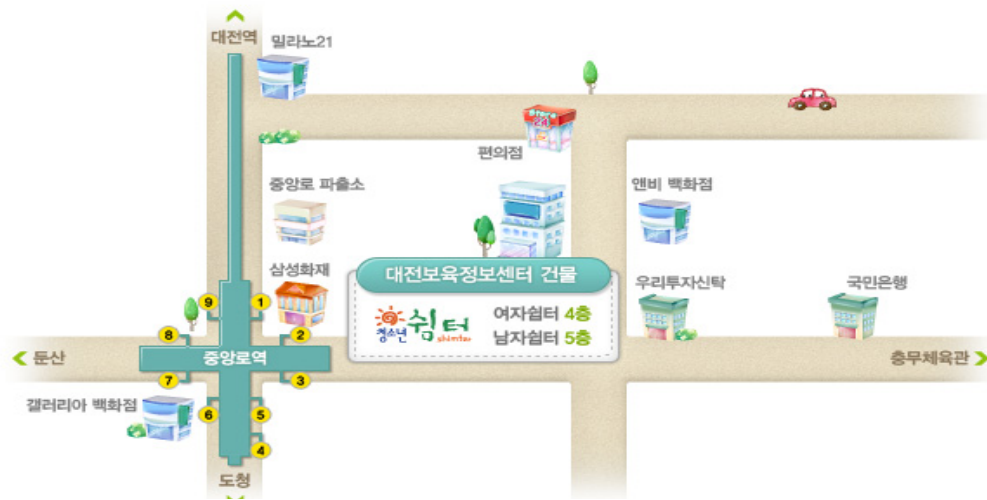 대전역
밀라노21
Store
24
편의점
중앙로 파출소
앤비 백화점
대전보육정보센터 건물
삼성화재
우리투자신탁
국민은행
청소년 쉼터
shimter
여자쉼터 4층
남자쉼터 5층
9
1
8
2
둔산
중앙로역
충무체육관
7
3
갤러리아 백화점
6
5
4
도청